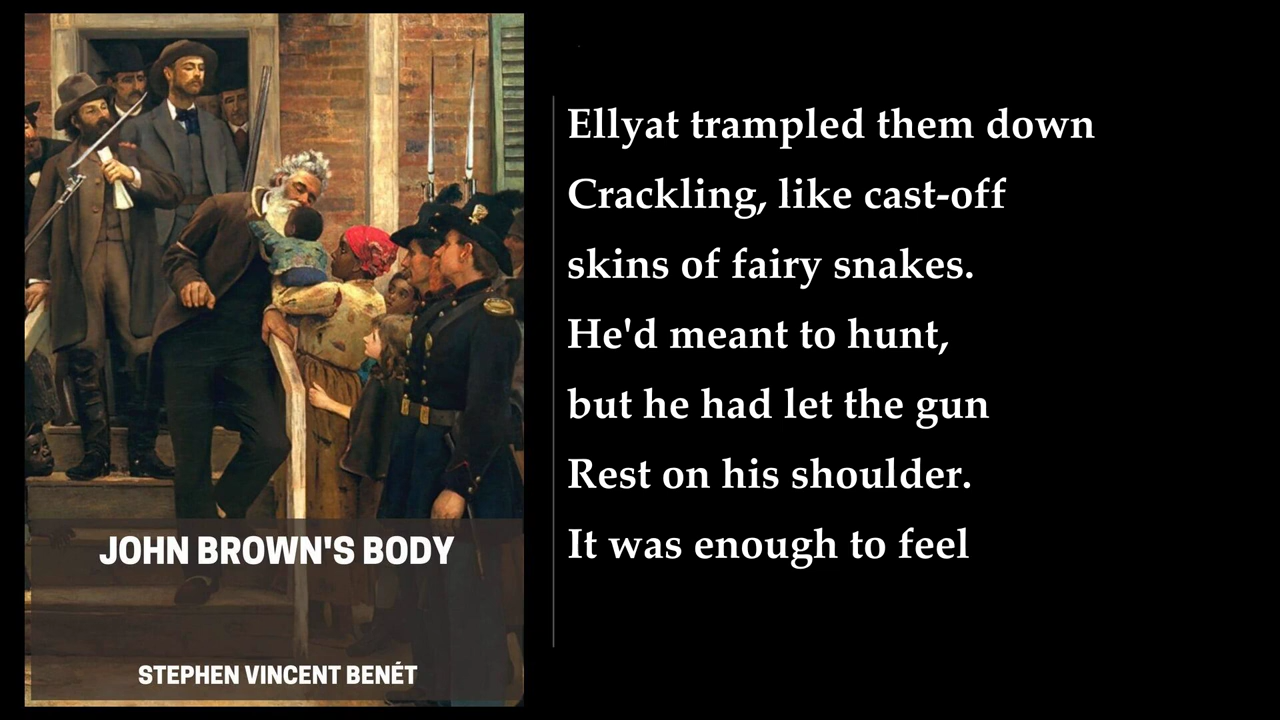 JOHN BROWN'S BODY
STEPHEN VINCENT BENÉT
Ellyat trampled them down
Crackling, like cast-off
skins of fairy snakes.
He'd meant to hunt,
but he had let the gun
Rest on his shoulder.
It was enough to feel